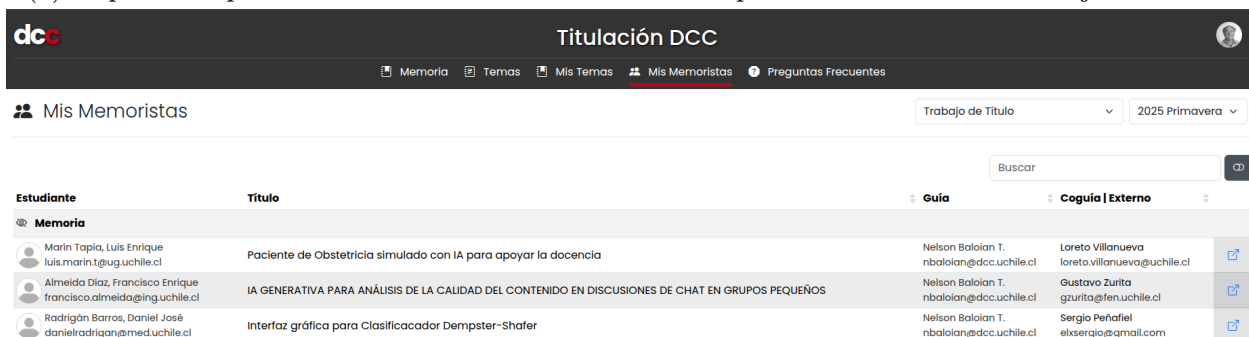 dcc
Titulación DCC
Memoria Temas Mis Temas Mis Memoristas Preguntas Frecuentes
Mis Memoristas
Trabajo de Título 2025 Primavera
Buscar
Estudiante Título Guía Coguía | Externo
Memoria
Marín Tapia, Luis Enrique
luis.marin.t@ug.uchile.cl
Paciente de Obstetricia simulado con IA para apoyar la docencia
Nelson Baloian T.
nbaloian@dcc.uchile.cl
Loreto Villanueva
loreto.villanueva@uchile.cl
Almeida Díaz, Francisco Enrique
francisco.almeida@ing.uchile.cl
IA GENERATIVA PARA ANÁLISIS DE LA CALIDAD DEL CONTENIDO EN DISCUSIONES DE CHAT EN GRUPOS PEQUEÑOS
Nelson Baloian T.
nbaloian@dcc.uchile.cl
Gustavo Zurita
gzurita@fen.uchile.cl
Radrigán Barros, Daniel José
danielradrigan@med.uchile.cl
Interfaz gráfica para Clasificacador Dempster-Shafer
Nelson Baloian T.
nbaloian@dcc.uchile.cl
Sergio Peñafiel
elxsergio@gmail.com